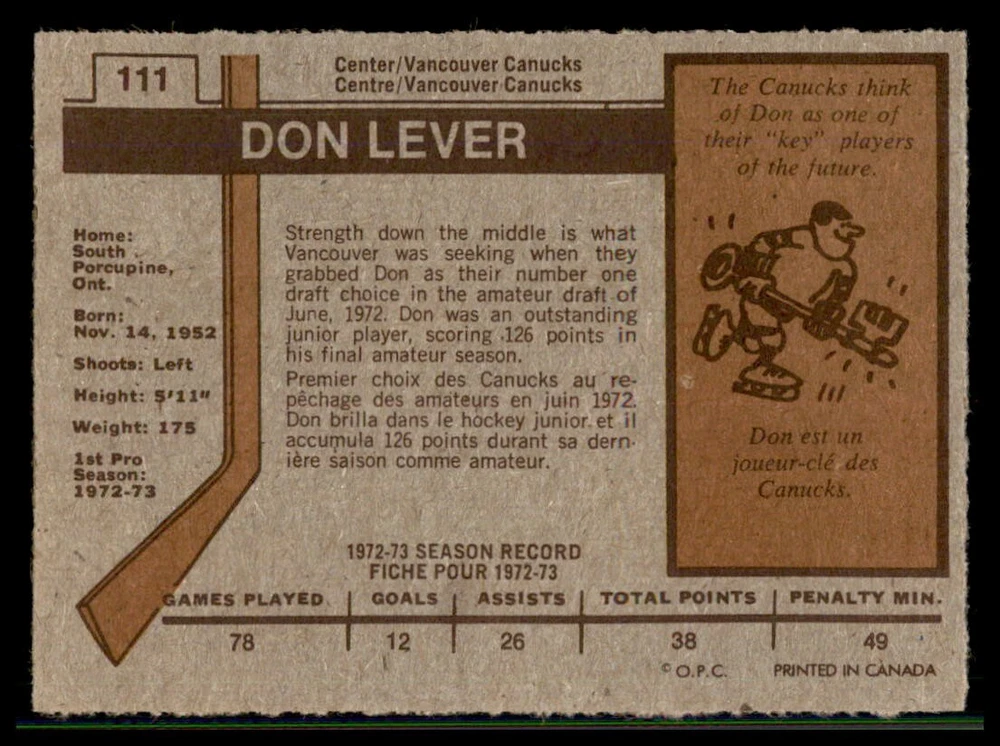 111
Center/Vancouver Canucks
Centre/Vancouver Canucks
DON LEVER
Home:
South
Porcupine,
Ont.
Born:
Nov. 14, 1952
Shoots: Left
Height: 5'11"
Weight: 175
1st Pro
Season:
1972-73
Strength down the middle is what
Vancouver was seeking when they
grabbed Don as their number one
draft choice in the amateur draft of
June, 1972. Don was an outstanding
junior player, scoring 126 points in
his final amateur season.
Premier choix des Canucks au re-
pêchage des amateurs en juin 1972.
Don brilla dans le hockey junior et il
accumula 126 points durant sa dern-
ière saison comme amateur.
The Canucks think
of Don as one of
their "key" players
of the future.
Don est un
joueur-clé des
Canucks.
1972-73 SEASON RECORD
FICHE POUR 1972-73
GAMES PLAYED GOALS ASSISTS TOTAL POINTS PENALTY MIN.
78 12 26 38 49
© O.P.C. PRINTED IN CANADA